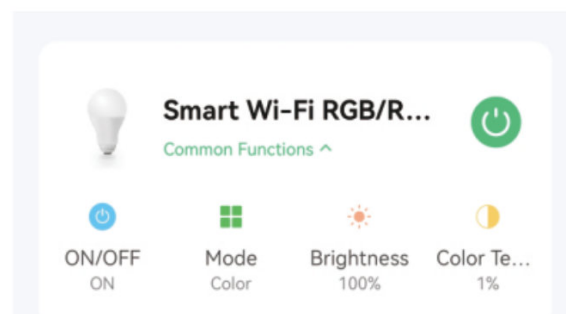 Smart Wi-Fi RGB/R...
Common Functions
ON/OFF Mode Brightness Color Te...
ON Color 100% 1%